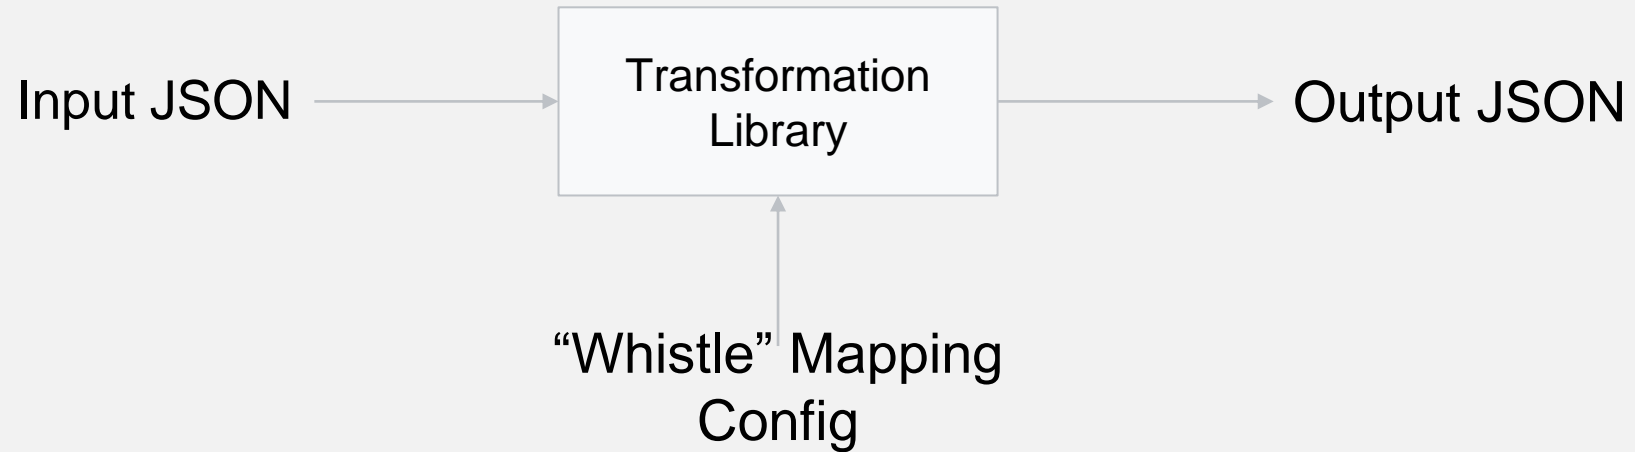 Input JSON
Transformation
Library
Output JSON
“Whistle” Mapping
Config